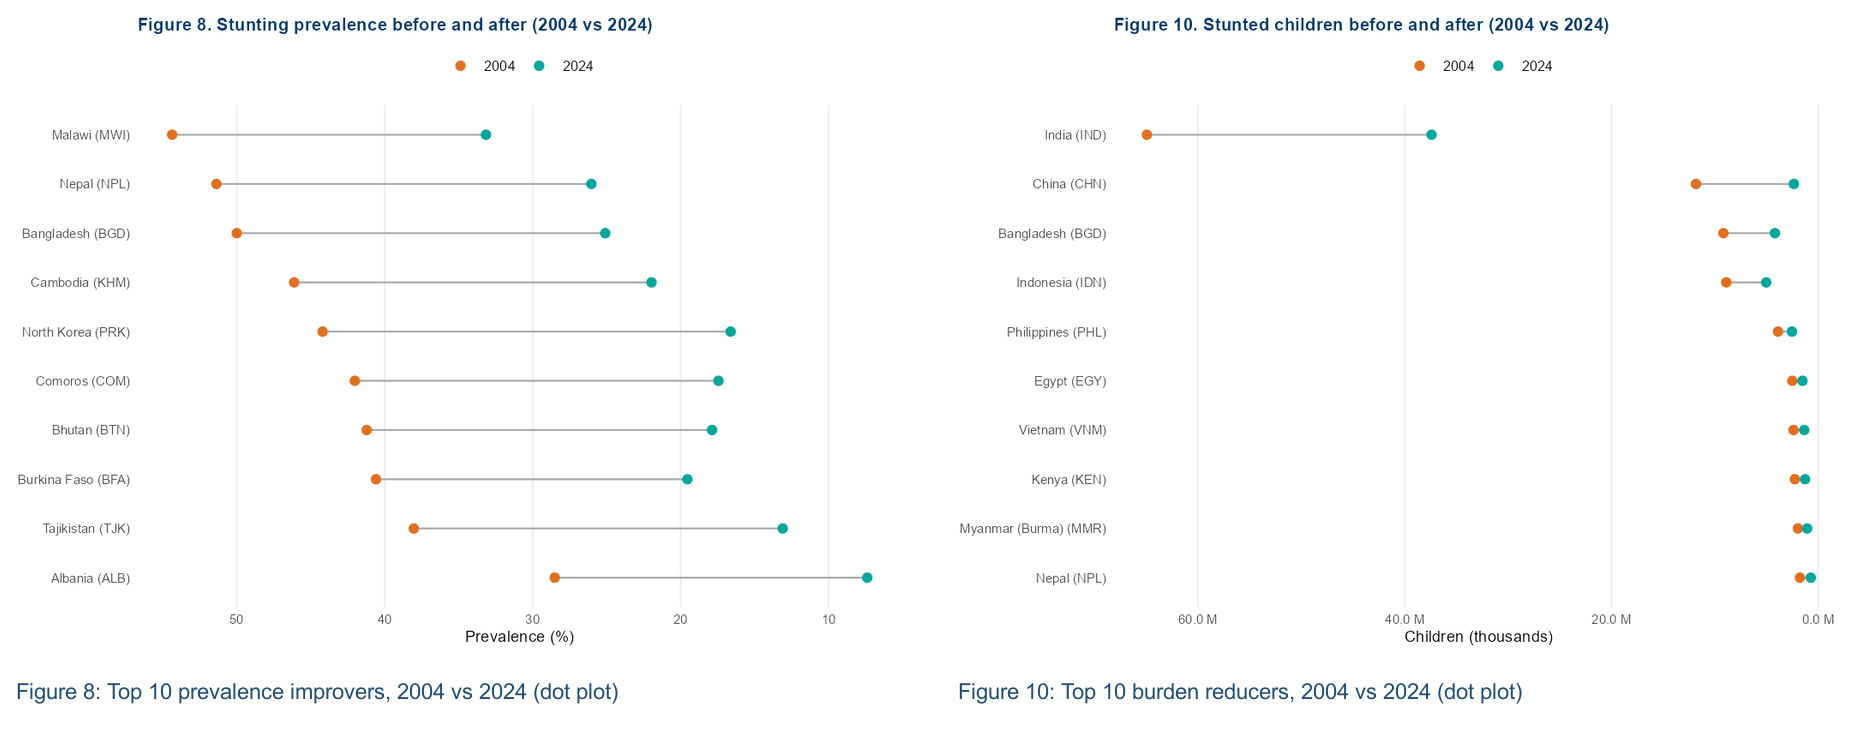 Figure 8. Stunting prevalence before and after (2004 vs 2024)
2004 2024
Malawi (MWI)
Nepal (NPL)
Bangladesh (BGD)
Cambodia (KHM)
North Korea (PRK)
Comoros (COM)
Bhutan (BTN)
Burkina Faso (BFA)
Tajikistan (TJK)
Albania (ALB)
50 40 30 20 10
Prevalence (%)
Figure 8: Top 10 prevalence improvers, 2004 vs 2024 (dot plot)
Figure 10. Stunted children before and after (2004 vs 2024)
2004 2024
India (IND)
China (CHN)
Bangladesh (BGD)
Indonesia (IDN)
Philippines (PHL)
Egypt (EGY)
Vietnam (VNM)
Kenya (KEN)
Myanmar (Burma) (MMR)
Nepal (NPL)
60.0 M 40.0 M 20.0 M 0.0 M
Children (thousands)
Figure 10: Top 10 burden reducers, 2004 vs 2024 (dot plot)